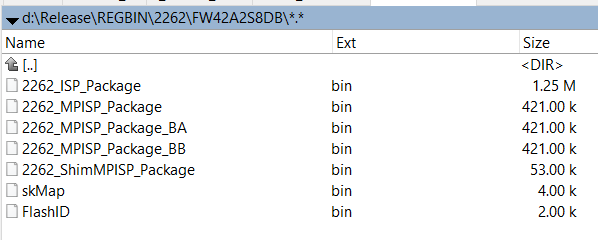 d:\Release\REGBIN\2262\FW42A2S8DB\*.*
Name Ext Size
[..] <DIR>
2262_ISP_Package bin 1.25 M
2262_MPISP_Package bin 421.00 k
2262_MPISP_Package_BA bin 421.00 k
2262_MPISP_Package_BB bin 421.00 k
2262_ShimMPISP_Package bin 53.00 k
skMap bin 4.00 k
FlashID bin 2.00 k